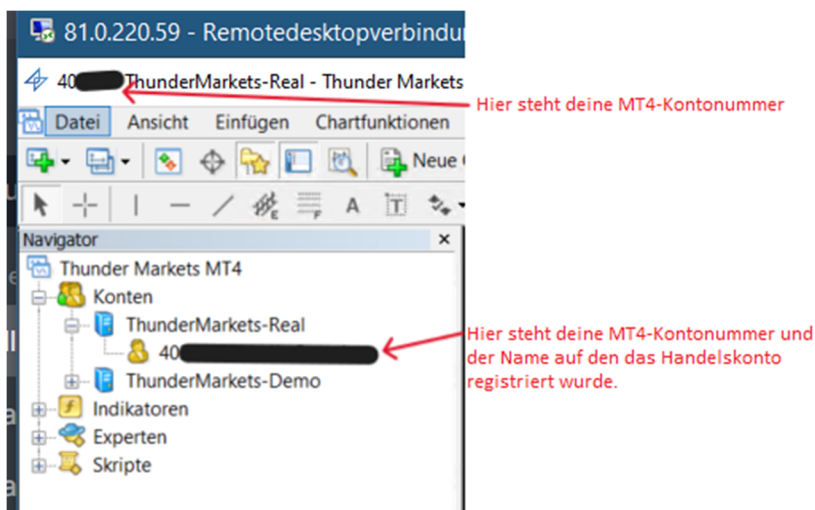 81.0.220.59 - Remotedesktopverbindu
40 ThunderMarkets-Real - Thunder Markets
Hier steht deine MT4-Kontonummer
Datei Ansicht Einfügen Chartfunktionen
Neue
A T
Navigator
Thunder Markets MT4
Konten
ThunderMarkets-Real
40
Hier steht deine MT4-Kontonummer und
der Name auf den das Handelskonto
registriert wurde.
ThunderMarkets-Demo
Indikatoren
Experten
Skripte